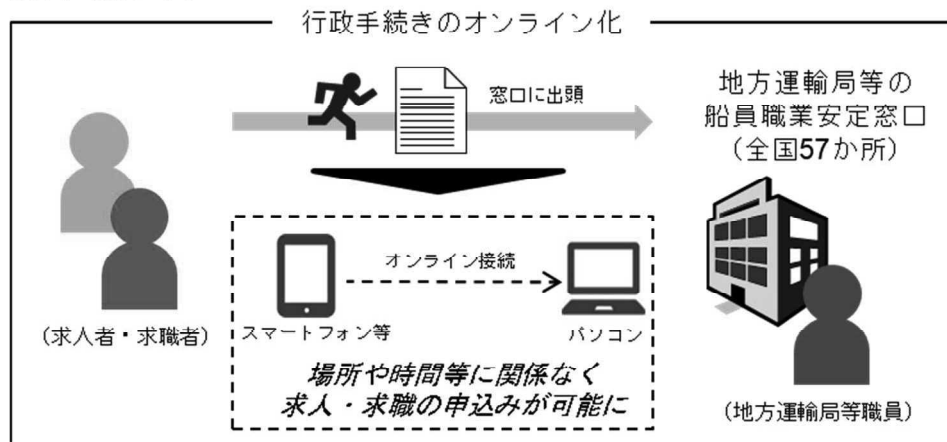 行政手続きのオンライン化
窓口に出頭
地方運輸局等の
船員職業安定窓口
（全国57か所）
オンライン接続
（求人者・求職者）
スマートフォン等
パソコン
場所や時間等に関係なく
求人・求職の申込みが可能に
（地方運輸局等職員）